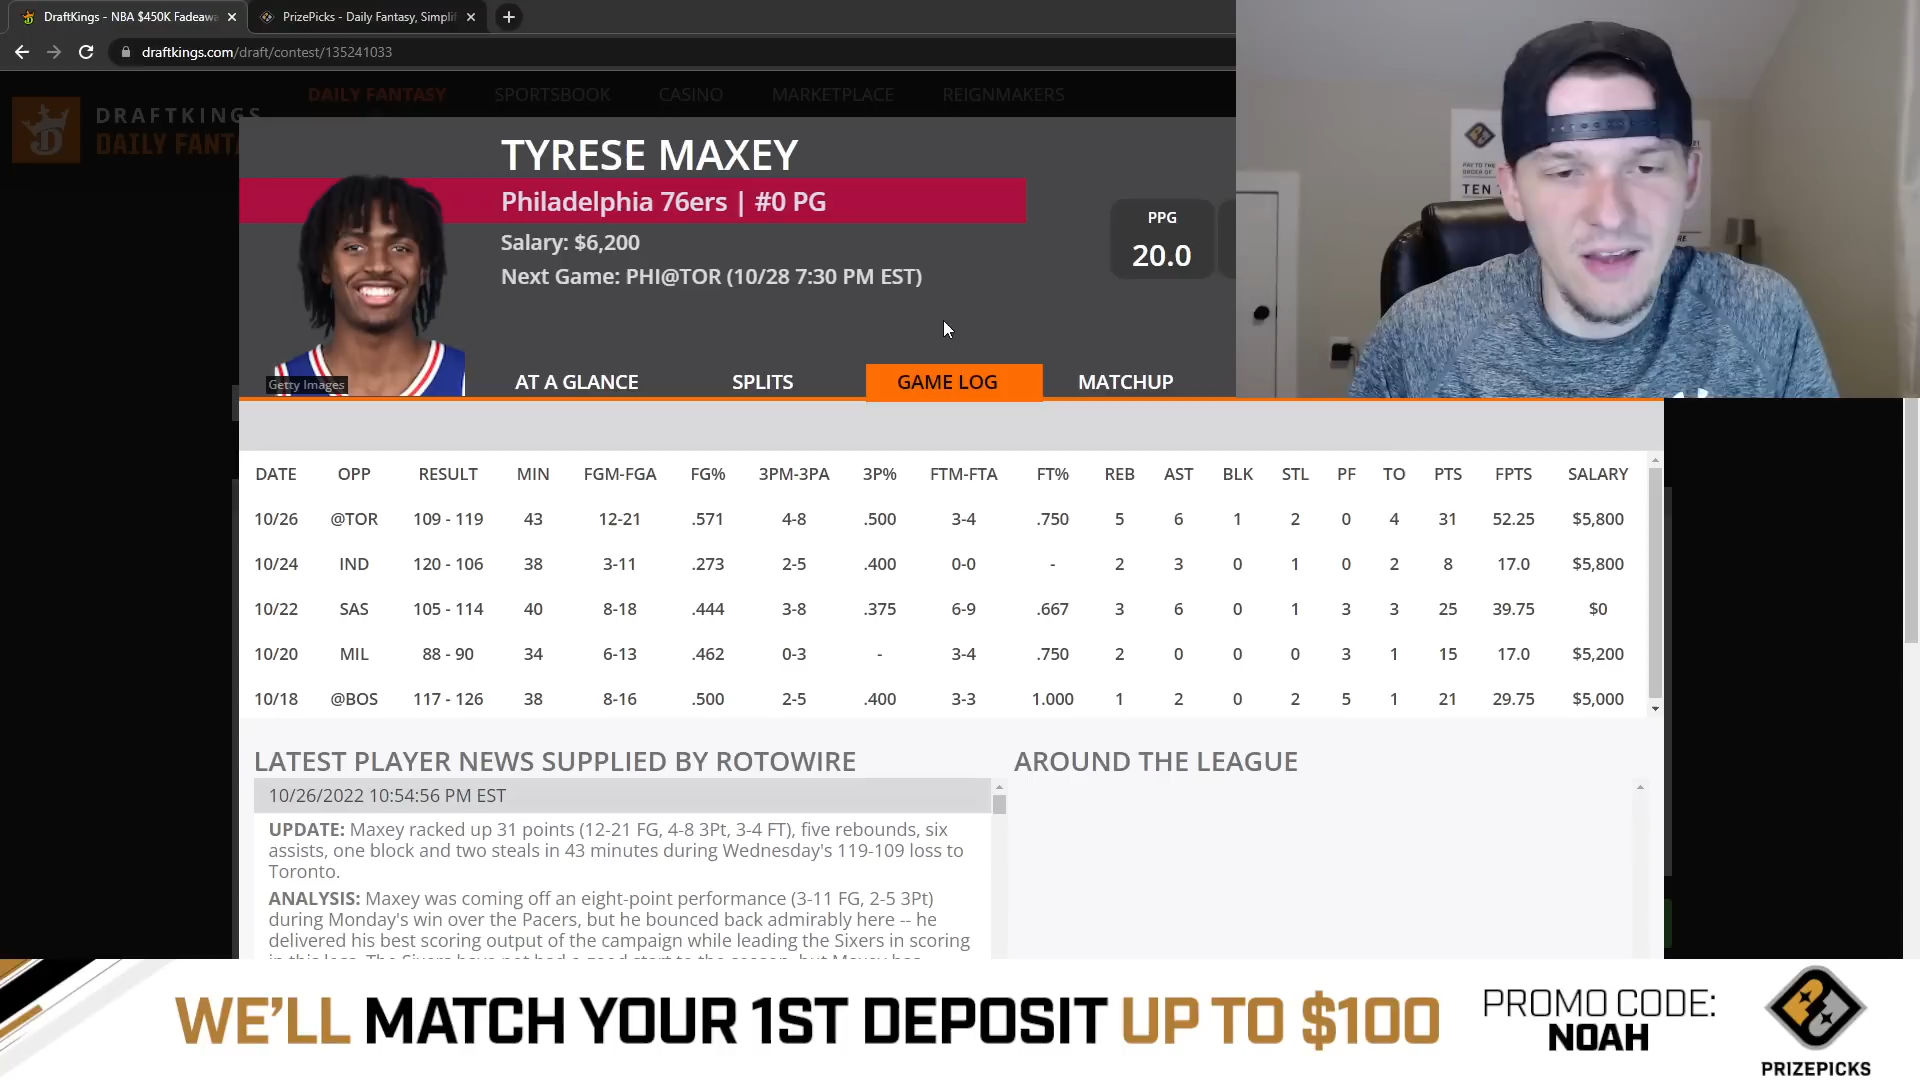 DraftKings - NBA $450K Fadeawa
PrizePicks - Daily Fantasy, Simplif
draftkings.com/draft/contest/135241033
DAILY FANTASY SPORTSBOOK CASINO MARKETPLACE REIGNMAKERS
DRAFTKINGS
DAILY FANTA
TYRESE MAXEY
Philadelphia 76ers | #0 PG
Salary: $6,200
Next Game: PHI@TOR (10/28 7:30 PM EST)
PPG
20.0
PAY TO THE
ORDER OF
Getty Images
AT A GLANCE SPLITS GAME LOG MATCHUP
DATE OPP RESULT MIN FGM-FGA FG% 3PM-3PA 3P% FTM-FTA FT% REB AST BLK STL PF TO PTS FPTS SALARY
10/26 @TOR 109 - 119 43 12-21 .571 4-8 .500 3-4 .750 5 6 1 2 0 4 31 52.25 $5,800
10/24 IND 120 - 106 38 3-11 .273 2-5 .400 0-0 - 2 3 0 1 0 2 8 17.0 $5,800
10/22 SAS 105 - 114 40 8-18 .444 3-8 .375 6-9 .667 3 6 0 1 3 3 25 39.75 $0
10/20 MIL 88 - 90 34 6-13 .462 0-3 - 3-4 .750 2 0 0 0 3 1 15 17.0 $5,200
10/18 @BOS 117 - 126 38 8-16 .500 2-5 .400 3-3 1.000 1 2 0 2 5 1 21 29.75 $5,000
LATEST PLAYER NEWS SUPPLIED BY ROTOWIRE
AROUND THE LEAGUE
10/26/2022 10:54:56 PM EST
UPDATE: Maxey racked up 31 points (12-21 FG, 4-8 3Pt, 3-4 FT), five rebounds, six
assists, one block and two steals in 43 minutes during Wednesday's 119-109 loss to
Toronto.
ANALYSIS: Maxey was coming off an eight-point performance (3-11 FG, 2-5 3Pt)
during Monday's win over the Pacers, but he bounced back admirably here -- he
delivered his best scoring output of the campaign while leading the Sixers in scoring
WE'LL MATCH YOUR 1ST DEPOSIT UP TO $100
PROMO CODE:
NOAH
PRIZEPICKS